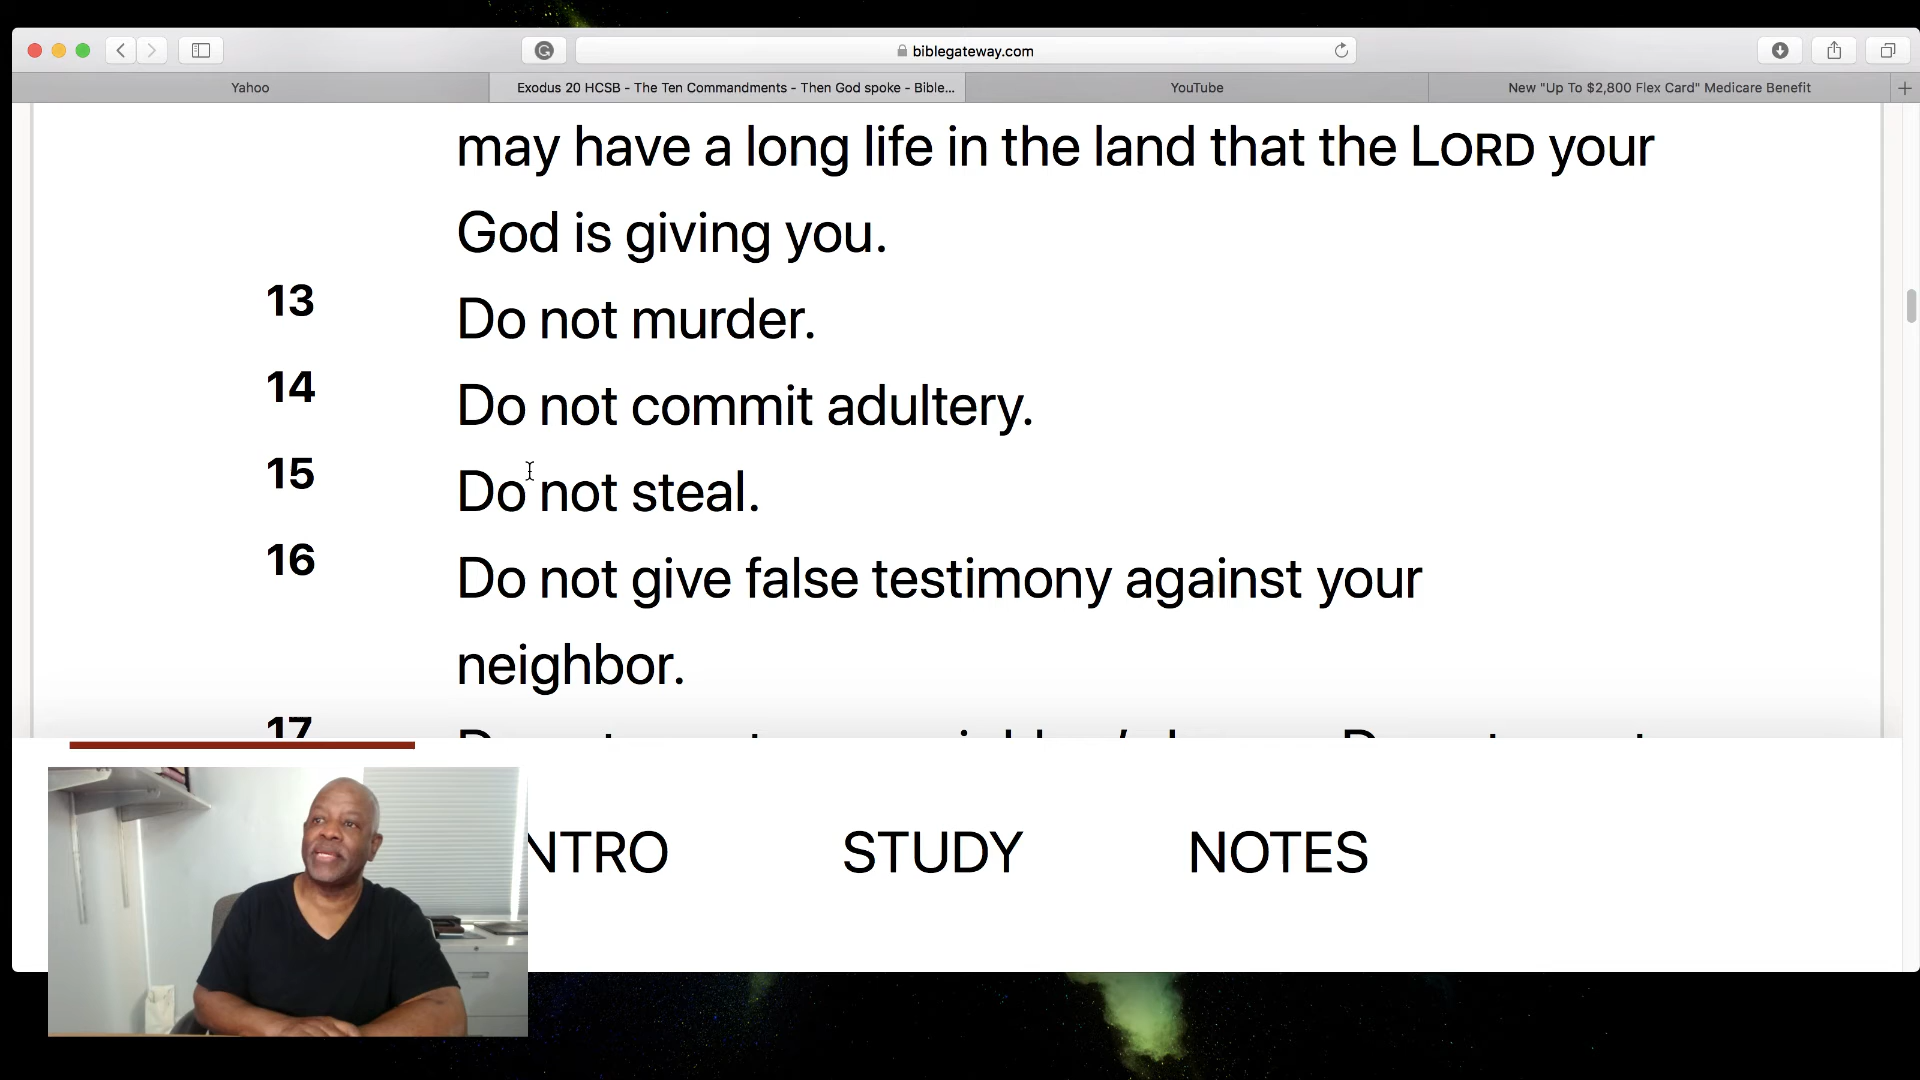 biblegateway.com
Yahoo
Exodus 20 HCSB - The Ten Commandments - Then God spoke - Bible...
YouTube
New "Up To $2,800 Flex Card" Medicare Benefit
may have a long life in the land that the LORD your
God is giving you.
13 Do not murder.
14 Do not commit adultery.
15 Do not steal.
16 Do not give false testimony against your
neighbor.
17
NTRO STUDY NOTES